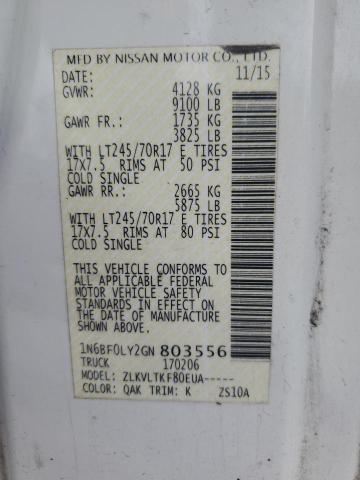 MFD BY NISSAN MOTOR CO., LTD.
DATE: 11/15
GVWR: 4128 KG
9100 LB
GAWR FR.: 1735 KG
3825 LB
WITH LT245/70R17 E TIRES
17X7.5 RIMS AT 50 PSI
COLD SINGLE
GAWR RR.: 2665 KG
5875 LB
WITH LT245/70R17 E TIRES
17X7.5 RIMS AT 80 PSI
COLD SINGLE
THIS VEHICLE CONFORMS TO
ALL APPLICABLE FEDERAL
MOTOR VEHICLE SAFETY
STANDARDS IN EFFECT ON
THE DATE OF MANUFACTURE
SHOWN ABOVE.
1N6BF0LY2GN 803556
TRUCK 170206
MODEL: ZLKVLTKF80EUA-----
COLOR: QAK TRIM: K ZS10A